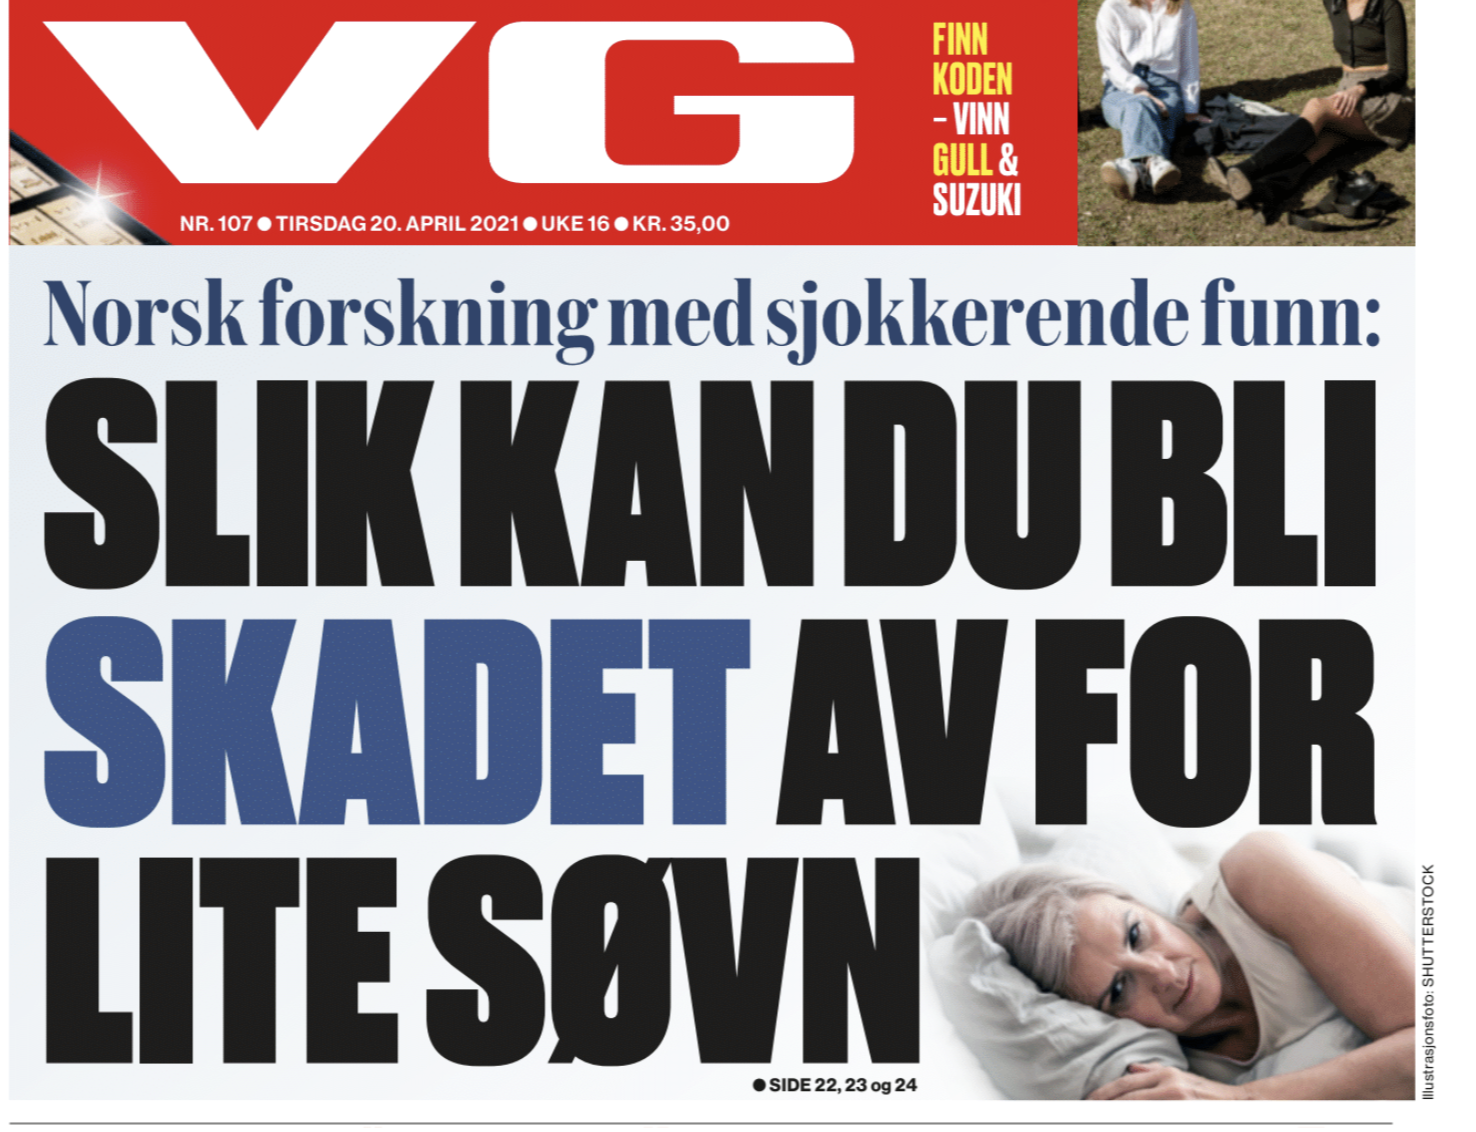 VG
FINN
KODEN
– VINN
GULL &
SUZUKI
NR. 107 ● TIRSDAG 20. APRIL 2021 ● UKE 16 ● KR. 35,00
Norsk forskning med sjokkerende funn:
SLIK KAN DU BLI
SKADET AV FOR
LITE SØVN
● SIDE 22, 23 og 24
Illustrasjonsfoto: SHUTTERSTOCK